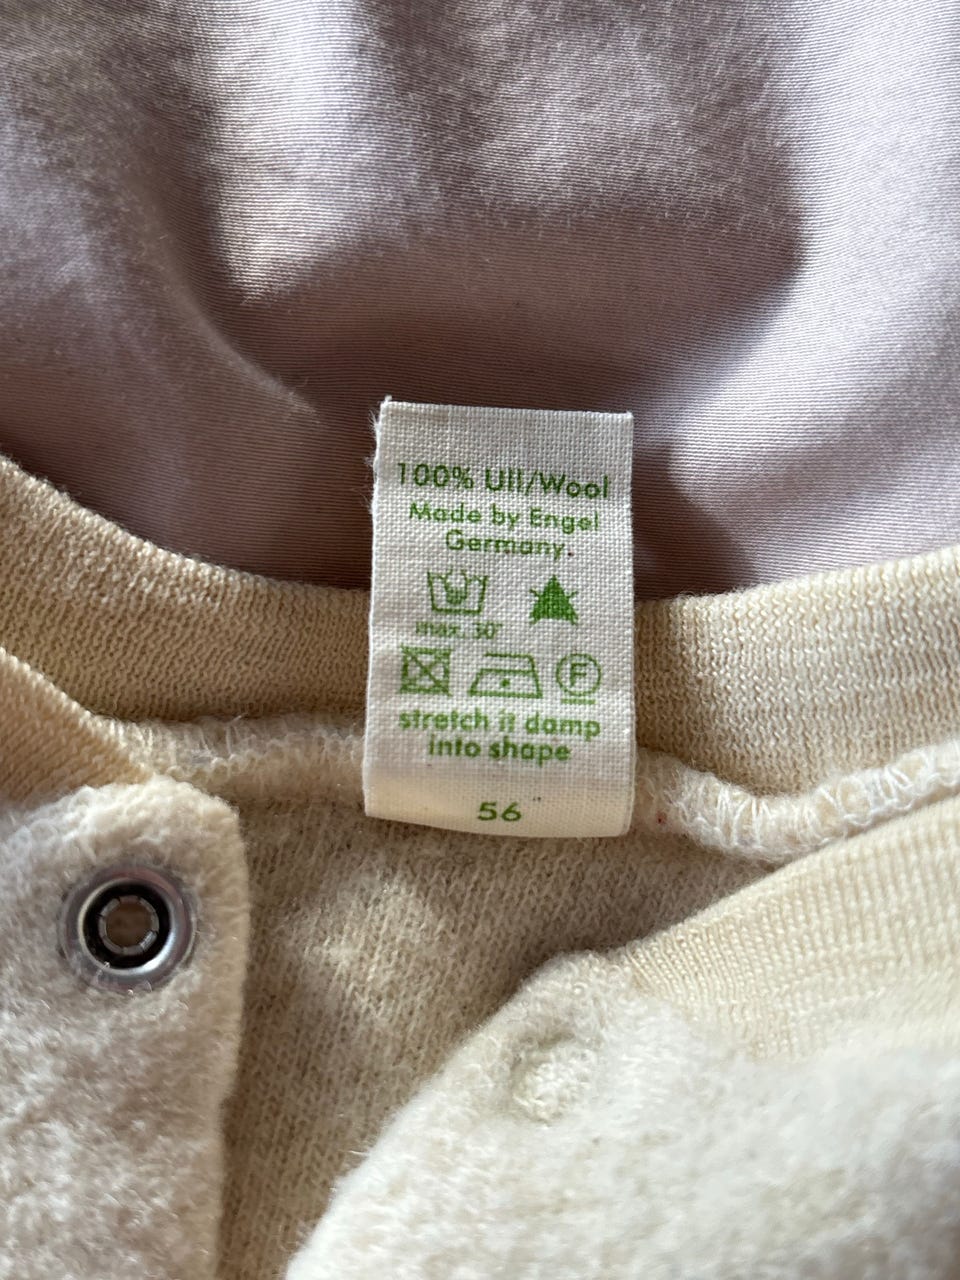 100% Ull/Wool
Made by Engel
Germany.
max. 30°
F
stretch it damp
into shape
56